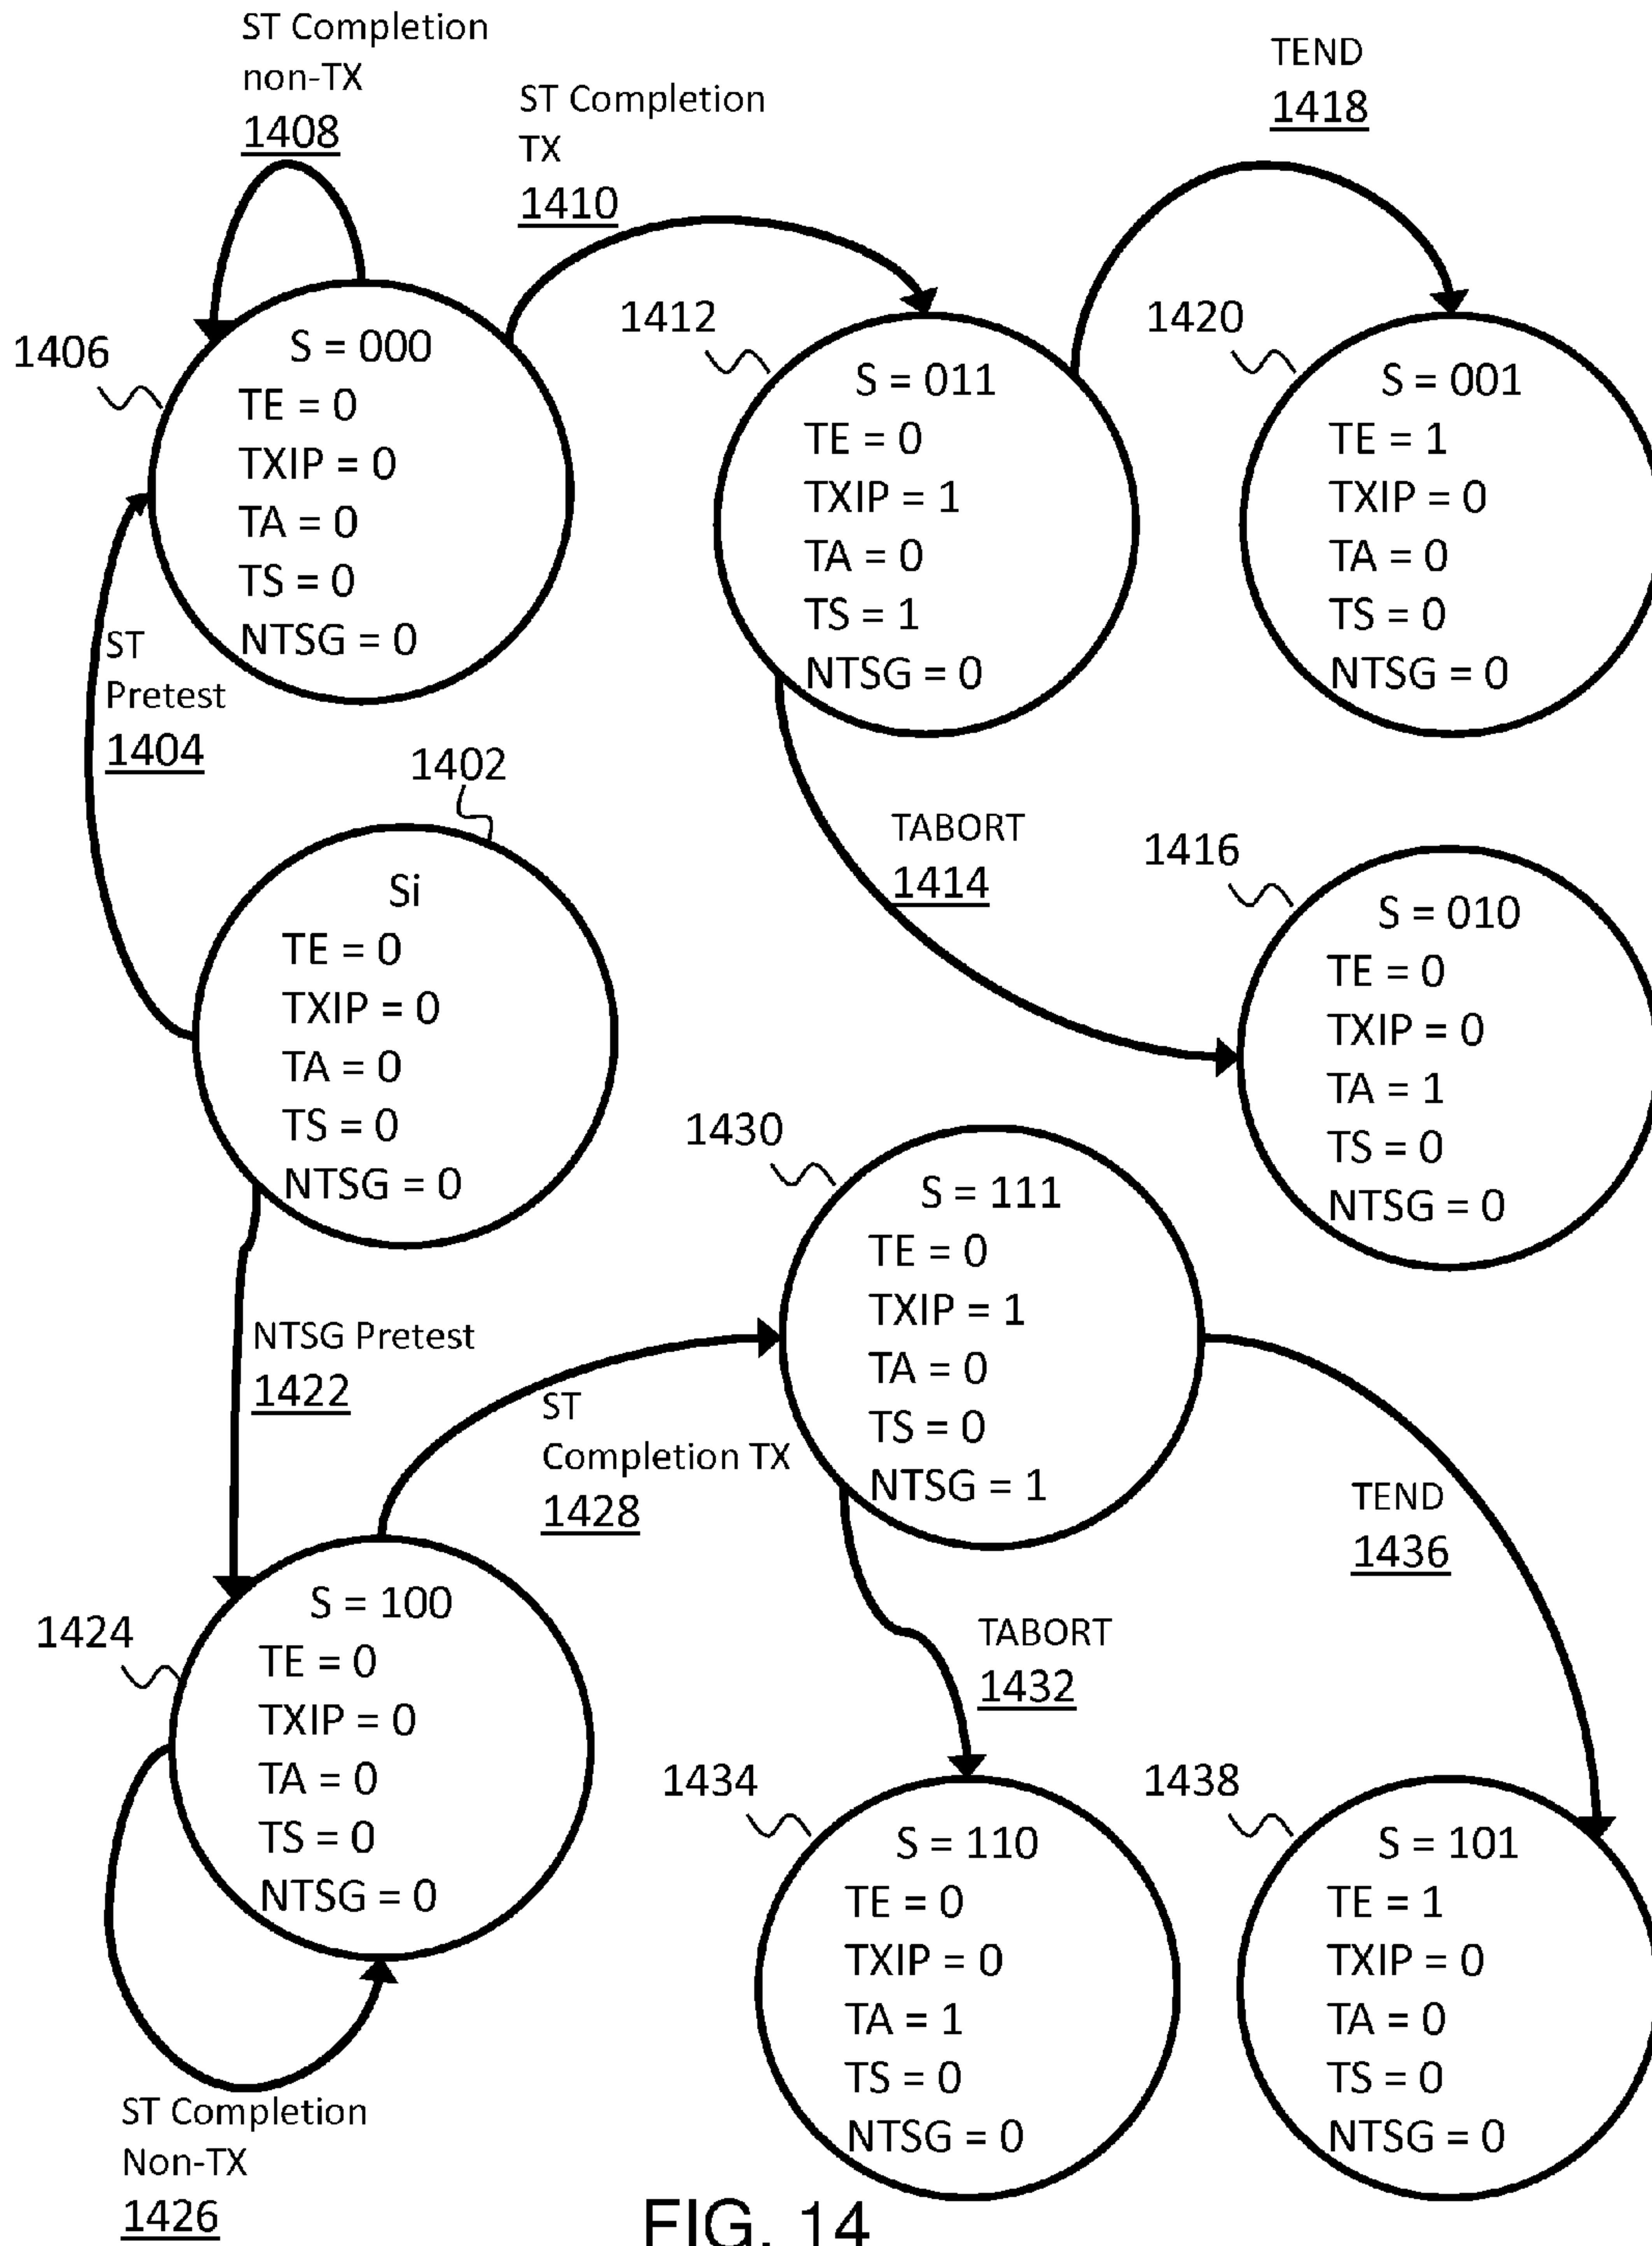 ST Completion
non-TX
1408
ST Completion
TX
1410
TEND
1418
1406
S = 000
TE = 0
TXIP = 0
TA = 0
TS = 0
NTSG = 0
1412
S = 011
TE = 0
TXIP = 1
TA = 0
TS = 1
NTSG = 0
1420
S = 001
TE = 1
TXIP = 0
TA = 0
TS = 0
NTSG = 0
ST
Pretest
1404
1402
Si
TE = 0
TXIP = 0
TA = 0
TS = 0
NTSG = 0
TABORT
1414
1416
S = 010
TE = 0
TXIP = 0
TA = 1
TS = 0
NTSG = 0
1430
S = 111
TE = 0
TXIP = 1
TA = 0
TS = 0
NTSG = 1
NTSG Pretest
1422
ST
Completion TX
1428
TEND
1436
1424
S = 100
TE = 0
TXIP = 0
TA = 0
TS = 0
NTSG = 0
TABORT
1432
1434
S = 110
TE = 0
TXIP = 0
TA = 1
TS = 0
NTSG = 0
1438
S = 101
TE = 1
TXIP = 0
TA = 0
TS = 0
NTSG = 0
ST Completion
Non-TX
1426
FIG. 14